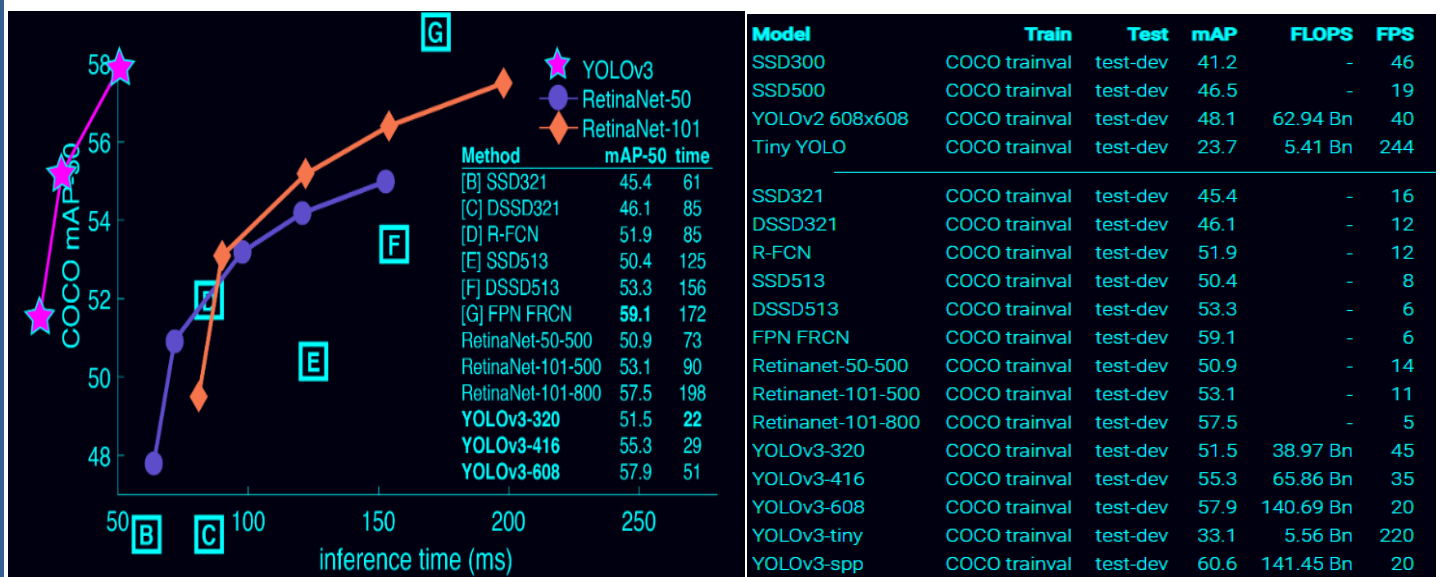 G
58
YOLOv3
RetinaNet-50
RetinaNet-101
56
COCO mAP-50
Method mAP-50 time
[B] SSD321 45.4 61
[C] DSSD321 46.1 85
[D] R-FCN 51.9 85
[E] SSD513 50.4 125
[F] DSSD513 53.3 156
[G] FPN FRCN 59.1 172
RetinaNet-50-500 50.9 73
RetinaNet-101-500 53.1 90
RetinaNet-101-800 57.5 198
YOLOv3-320 51.5 22
YOLOv3-416 55.3 29
YOLOv3-608 57.9 51
54
F
52
D
E
50
48
50 100 150 200 250
B C
inference time (ms)
Model Train Test mAP FLOPS FPS
SSD300 COCO trainval test-dev 41.2 - 46
SSD500 COCO trainval test-dev 46.5 - 19
YOLOv2 608x608 COCO trainval test-dev 48.1 62.94 Bn 40
Tiny YOLO COCO trainval test-dev 23.7 5.41 Bn 244
SSD321 COCO trainval test-dev 45.4 - 16
DSSD321 COCO trainval test-dev 46.1 - 12
R-FCN COCO trainval test-dev 51.9 - 12
SSD513 COCO trainval test-dev 50.4 - 8
DSSD513 COCO trainval test-dev 53.3 - 6
FPN FRCN COCO trainval test-dev 59.1 - 6
Retinanet-50-500 COCO trainval test-dev 50.9 - 14
Retinanet-101-500 COCO trainval test-dev 53.1 - 11
Retinanet-101-800 COCO trainval test-dev 57.5 - 5
YOLOv3-320 COCO trainval test-dev 51.5 38.97 Bn 45
YOLOv3-416 COCO trainval test-dev 55.3 65.86 Bn 35
YOLOv3-608 COCO trainval test-dev 57.9 140.69 Bn 20
YOLOv3-tiny COCO trainval test-dev 33.1 5.56 Bn 220
YOLOv3-spp COCO trainval test-dev 60.6 141.45 Bn 20